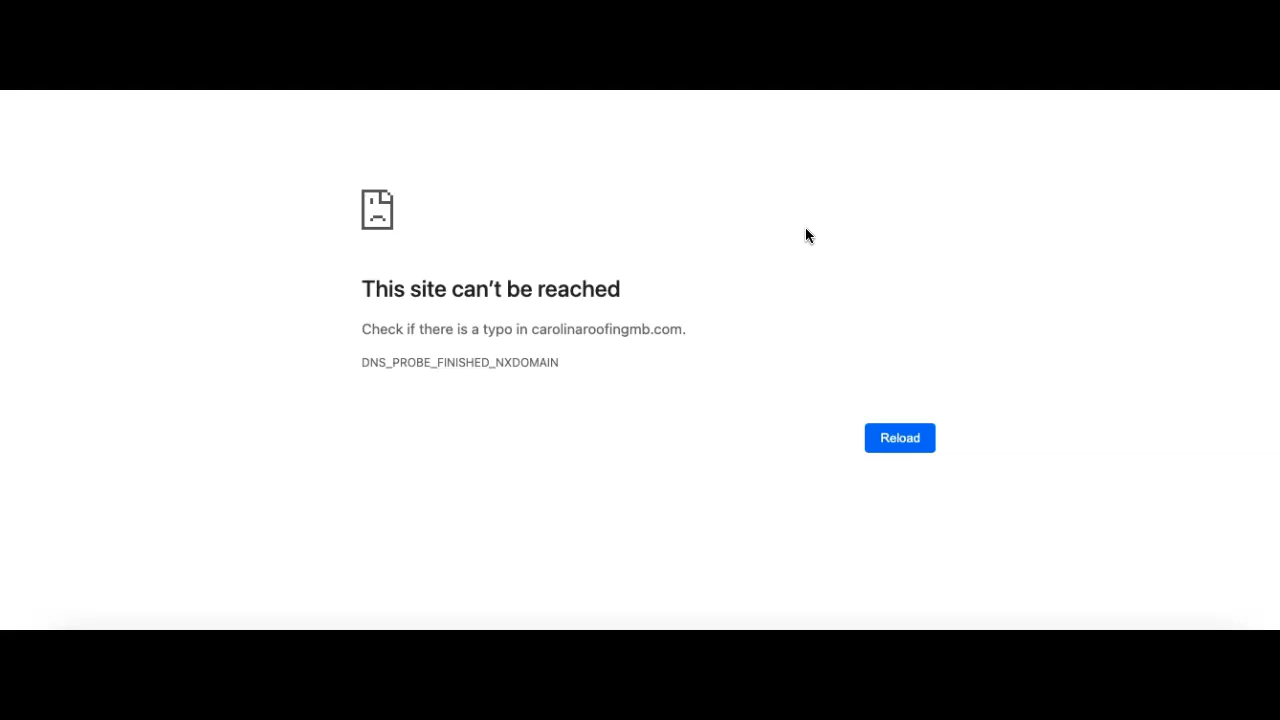 This site can’t be reached
Check if there is a typo in carolinaroofingmb.com.
DNS_PROBE_FINISHED_NXDOMAIN
Reload